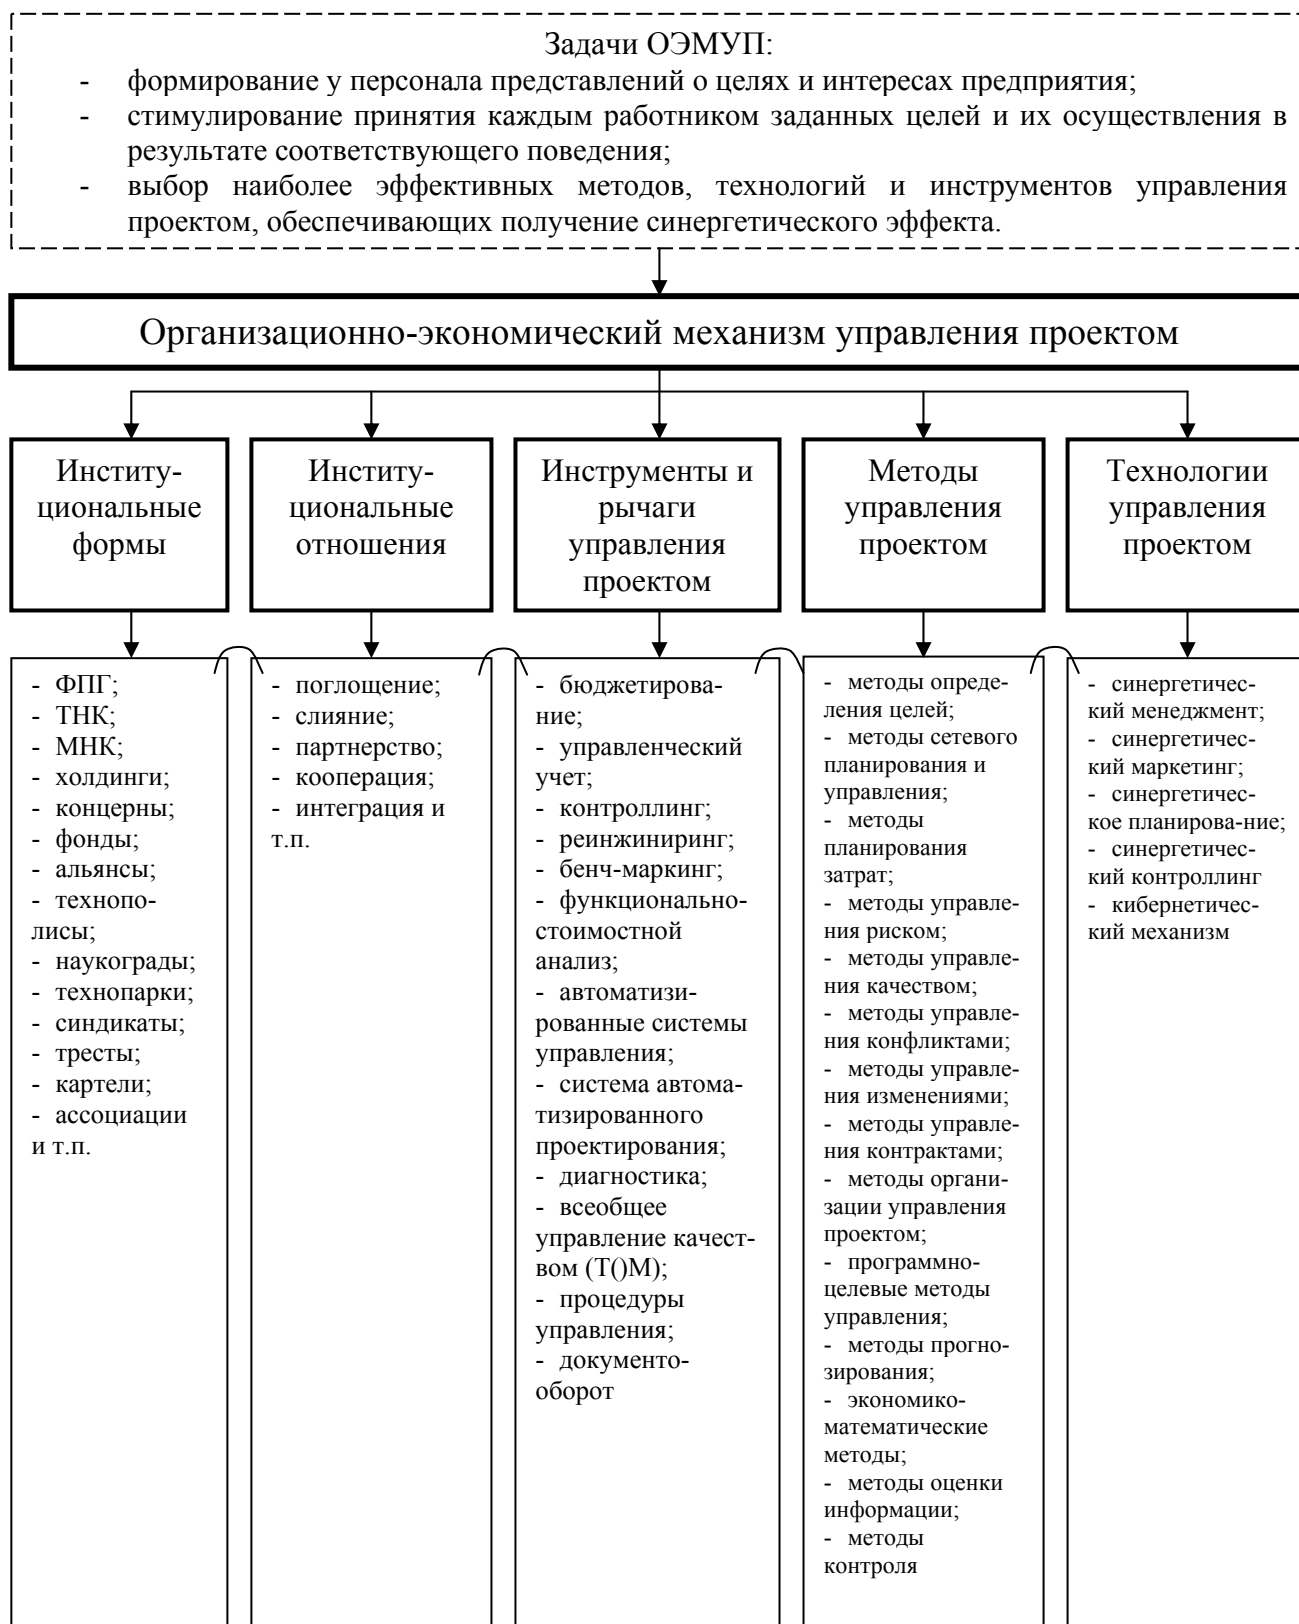 Задачи ОЭМУП:
- формирование у персонала представлений о целях и интересах предприятия;
- стимулирование принятия каждым работником заданных целей и их осуществления в
результате соответствующего поведения;
- выбор наиболее эффективных методов, технологий и инструментов управления
проектом, обеспечивающих получение синергетического эффекта.
Организационно-экономический механизм управления проектом
Институ-
циональные
формы
Институ-
циональные
отношения
Инструменты и
рычаги
управления
проектом
Методы
управления
проектом
Технологии
управления
проектом
- ФПГ;
- ТНК;
- МНК;
- холдинги;
- концерны;
- фонды;
- альянсы;
- технопо-
лисы;
- наукограды;
- технопарки;
- синдикаты;
- тресты;
- картели;
- ассоциации
и т.п.
- поглощение;
- слияние;
- партнерство;
- кооперация;
- интеграция и
т.п.
- бюджетирова-
ние;
- управленческий
учет;
- контроллинг;
- реинжиниринг;
- бенч-маркинг;
- функционально-
стоимостной
анализ;
- автоматизи-
рованные системы
управления;
- система автома-
тизированного
проектирования;
- диагностика;
- всеобщее
управление качест-
вом (Т()М);
- процедуры
управления;
- документо-
оборот
- методы опреде-
ления целей;
- методы сетевого
планирования и
управления;
- методы
планирования
затрат;
- методы управле-
ния риском;
- методы управле-
ния качеством;
- методы управле-
ния конфликтами;
- методы управле-
ния изменениями;
- методы управле-
ния контрактами;
- методы органи-
зации управления
проектом;
- программно-
целевые методы
управления;
- методы прогно-
зирования;
- экономико-
математические
методы;
- методы оценки
информации;
- методы
контроля
- синергетичес-
кий менеджмент;
- синергетичес-
кий маркетинг;
- синергетичес-
кое планирова-ние;
- синергетичес-
кий контроллинг
- кибернетичес-
кий механизм